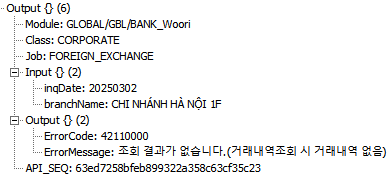 Output {} (6)
Module: GLOBAL/GBL/BANK_Woori
Class: CORPORATE
Job: FOREIGN_EXCHANGE
Input {} (2)
inqDate: 20250302
branchName: CHI NHÁNH HÀ NỘI 1F
Output {} (2)
ErrorCode: 42110000
ErrorMessage: 조회 결과가 없습니다.(거래내역조회 시 거래내역 없음)
API_SEQ: 63ed7258bfeb899322a358c63cf35c23